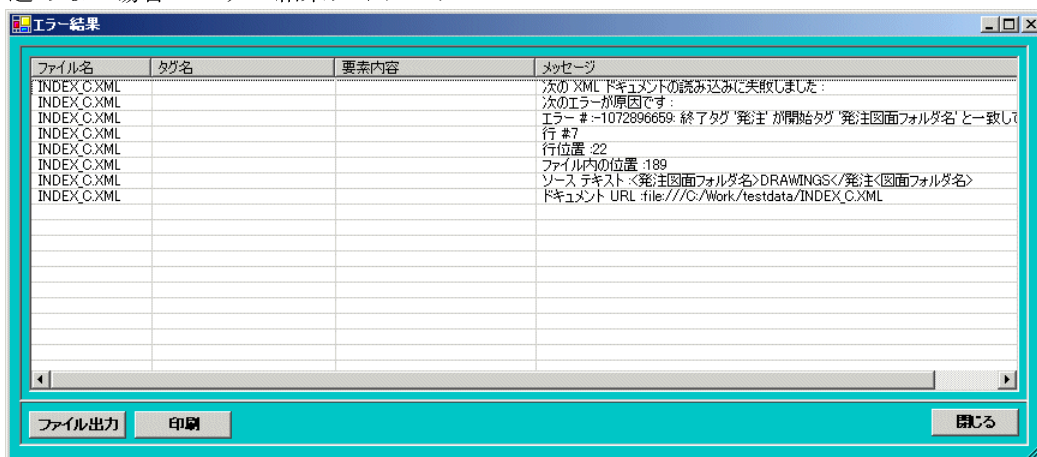 エラー結果
ファイル名 タグ名 要素内容 メッセージ
INDEX_C.XML 次の XML ドキュメントの読み込みに失敗しました :
INDEX_C.XML 次のエラーが原因です :
INDEX_C.XML エラー # :-1072896659: 終了タグ '発注' が開始タグ '発注図面フォルダ名' と一致して
INDEX_C.XML 行 #7
INDEX_C.XML 行位置 :22
INDEX_C.XML ファイル内の位置 :189
INDEX_C.XML ソース テキスト :<発注図面フォルダ名>DRAWINGS</発注<図面フォルダ名>
INDEX_C.XML ドキュメント URL :file:///C:/Work/testdata/INDEX_C.XML
ファイル出力 印刷 閉じる